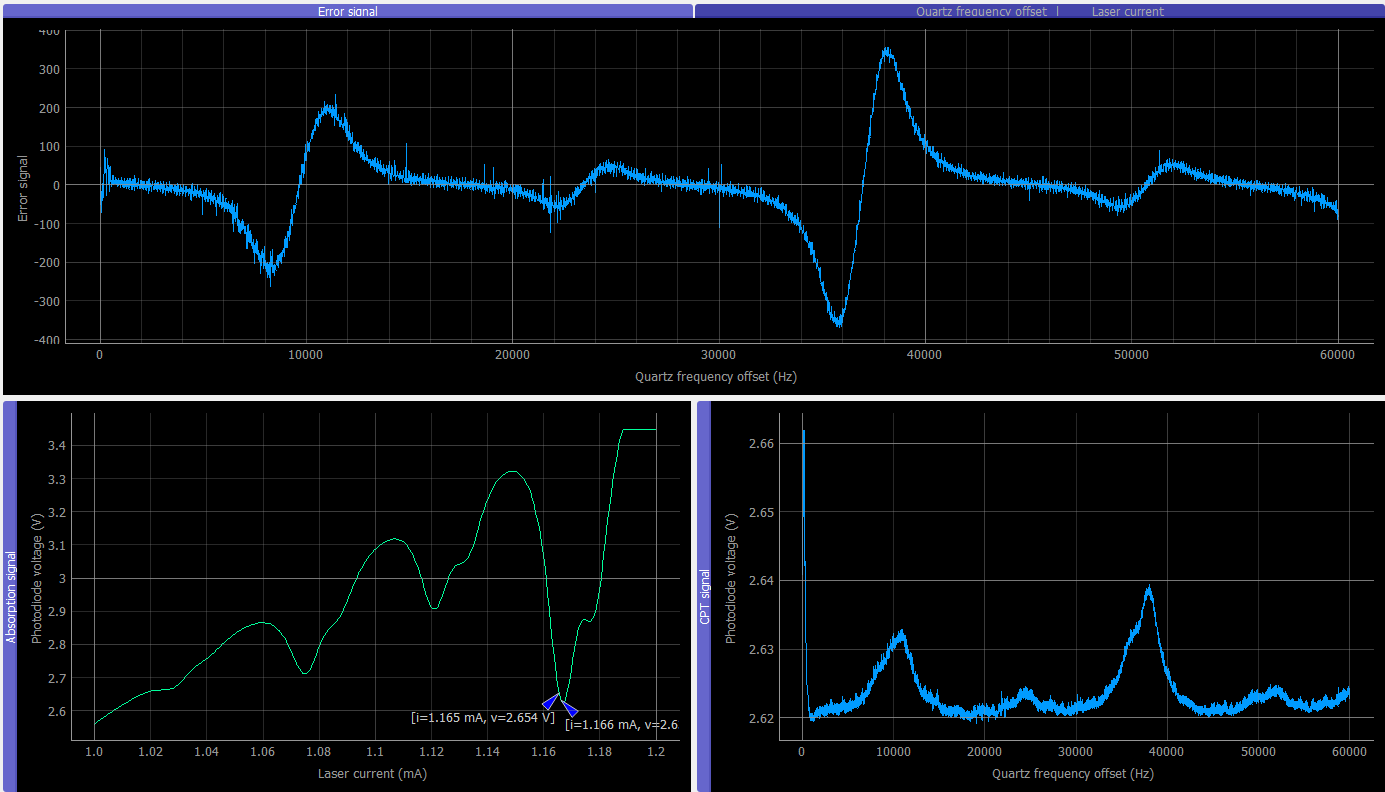 Error signal
Quartz frequency offset | Laser current
Error signal
400
300
200
100
0
-100
-200
-300
-400
0 10000 20000 30000 40000 50000 60000
Quartz frequency offset (Hz)
Absorption signal
Photodiode voltage (V)
3.4
3.3
3.2
3.1
3
2.9
2.8
2.7
2.6
[i=1.165 mA, v=2.654 V]
[i=1.166 mA, v=2.6
1.0 1.02 1.04 1.06 1.08 1.1 1.12 1.14 1.16 1.18 1.2
Laser current (mA)
CPT signal
Photodiode voltage (V)
2.66
2.65
2.64
2.63
2.62
0 10000 20000 30000 40000 50000 60000
Quartz frequency offset (Hz)